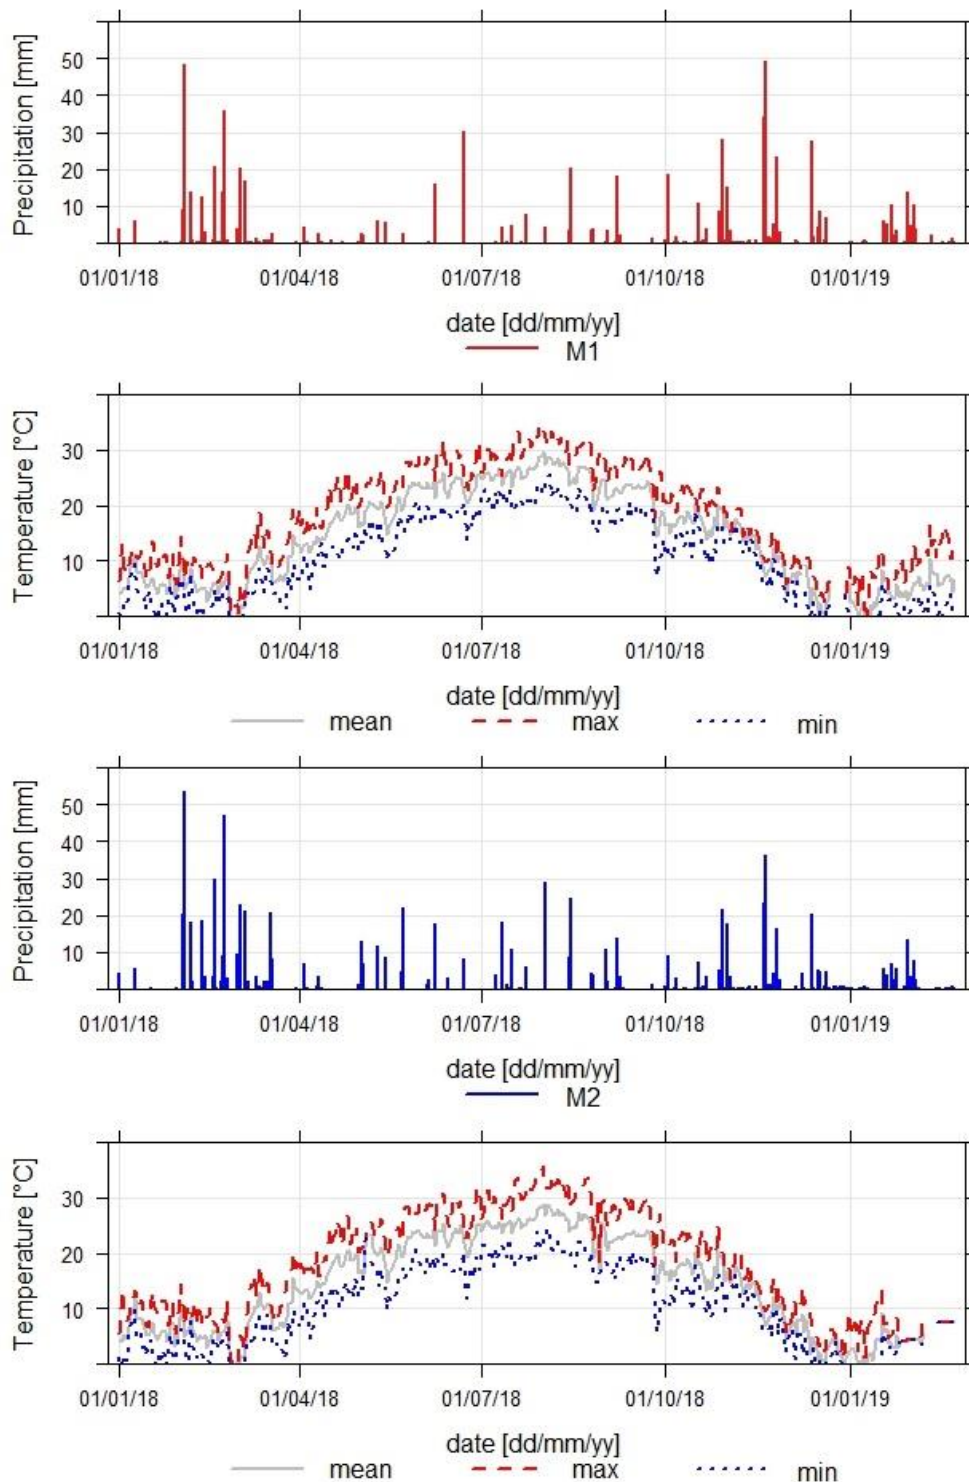 Precipitation [mm]
50
40
30
20
10
01/01/18 01/04/18 01/07/18 01/10/18 01/01/19
date [dd/mm/yy]
M1
Temperature [°C]
30
20
10
01/01/18 01/04/18 01/07/18 01/10/18 01/01/19
date [dd/mm/yy]
mean max min
Precipitation [mm]
50
40
30
20
10
01/01/18 01/04/18 01/07/18 01/10/18 01/01/19
date [dd/mm/yy]
M2
Temperature [°C]
30
20
10
01/01/18 01/04/18 01/07/18 01/10/18 01/01/19
date [dd/mm/yy]
mean max min